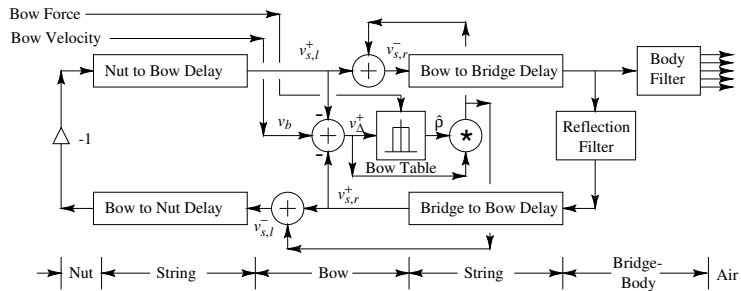 Bow Force
Bow Velocity
v⁺s,l
v⁻s,r
Nut to Bow Delay
Bow to Bridge Delay
Body
Filter
-1
-
v_b
v⁺Δ
ρ̂
*
-
Reflection
Filter
Bow Table
Bow to Nut Delay
v⁺s,r
Bridge to Bow Delay
v⁻s,l
Nut
String
Bow
String
Bridge-
Body
Air